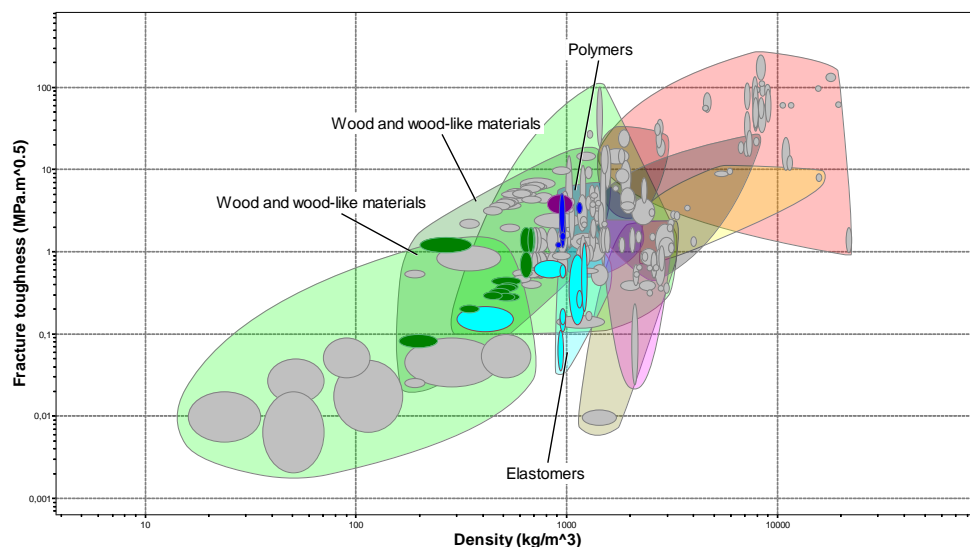 Polymers
Wood and wood-like materials
Wood and wood-like materials
Elastomers
Fracture toughness (MPa.m^0.5)
100
10
1
0,1
0,01
0,001
10
100
1000
10000
Density (kg/m^3)